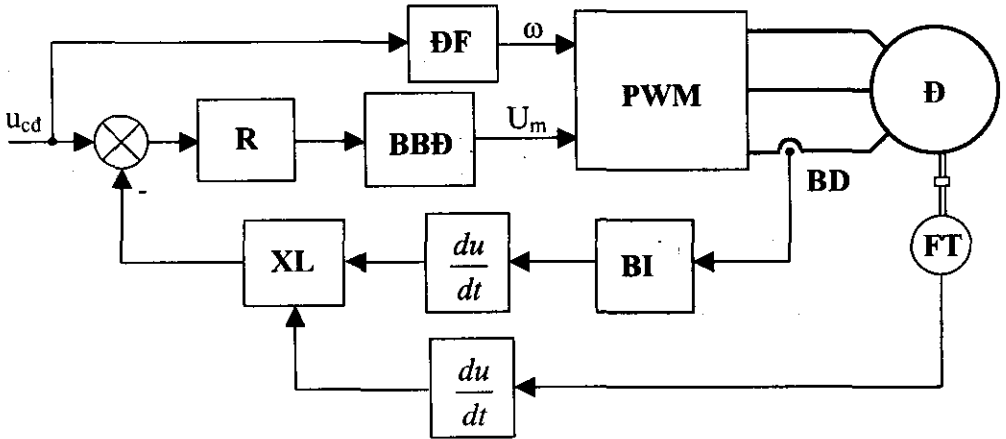 ĐF
ω
u_cđ
R
BBĐ
U_m
PWM
Đ
BD
XL
du/dt
BI
FT
du/dt
-